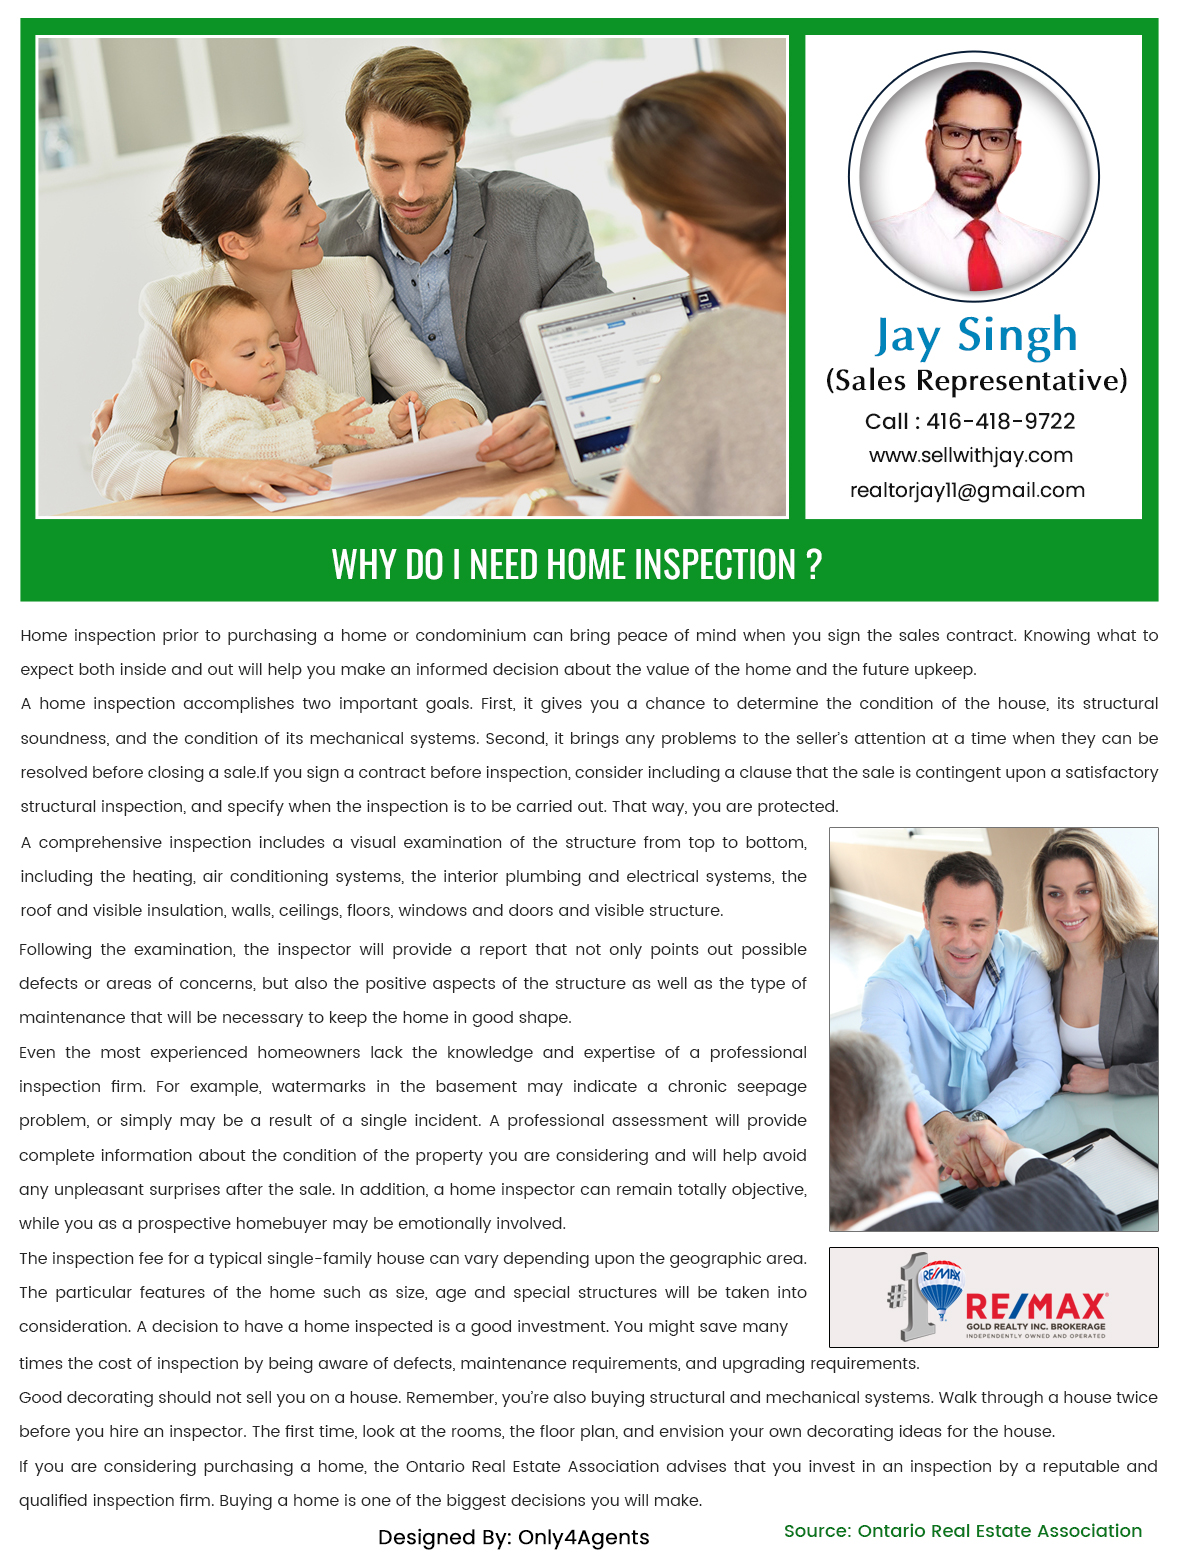 Jay Singh
(Sales Representative)
Call : 416-418-9722
www.sellwithjay.com
realtorjay11@gmail.com
WHY DO I NEED HOME INSPECTION ?
Home inspection prior to purchasing a home or condominium can bring peace of mind when you sign the sales contract. Knowing what to
expect both inside and out will help you make an informed decision about the value of the home and the future upkeep.
A home inspection accomplishes two important goals. First, it gives you a chance to determine the condition of the house, its structural
soundness, and the condition of its mechanical systems. Second, it brings any problems to the seller's attention at a time when they can be
resolved before closing a sale.If you sign a contract before inspection, consider including a clause that the sale is contingent upon a satisfactory
structural inspection, and specify when the inspection is to be carried out. That way, you are protected.
A comprehensive inspection includes a visual examination of the structure from top to bottom,
including the heating, air conditioning systems, the interior plumbing and electrical systems, the
roof and visible insulation, walls, ceilings, floors, windows and doors and visible structure.
Following the examination, the inspector will provide a report that not only points out possible
defects or areas of concerns, but also the positive aspects of the structure as well as the type of
maintenance that will be necessary to keep the home in good shape.
Even the most experienced homeowners lack the knowledge and expertise of a professional
inspection firm. For example, watermarks in the basement may indicate a chronic seepage
problem, or simply may be a result of a single incident. A professional assessment will provide
complete information about the condition of the property you are considering and will help avoid
any unpleasant surprises after the sale. In addition, a home inspector can remain totally objective,
while you as a prospective homebuyer may be emotionally involved.
The inspection fee for a typical single-family house can vary depending upon the geographic area.
The particular features of the home such as size, age and special structures will be taken into
consideration. A decision to have a home inspected is a good investment. You might save many
#1
RE/MAX
RE/MAX
GOLD REALTY INC. BROKERAGE
INDEPENDENTLY OWNED AND OPERATED
times the cost of inspection by being aware of defects, maintenance requirements, and upgrading requirements.
Good decorating should not sell you on a house. Remember, you're also buying structural and mechanical systems. Walk through a house twice
before you hire an inspector. The first time, look at the rooms, the floor plan, and envision your own decorating ideas for the house.
If you are considering purchasing a home, the Ontario Real Estate Association advises that you invest in an inspection by a reputable and
qualified inspection firm. Buying a home is one of the biggest decisions you will make.
Designed By: Only4Agents
Source: Ontario Real Estate Association